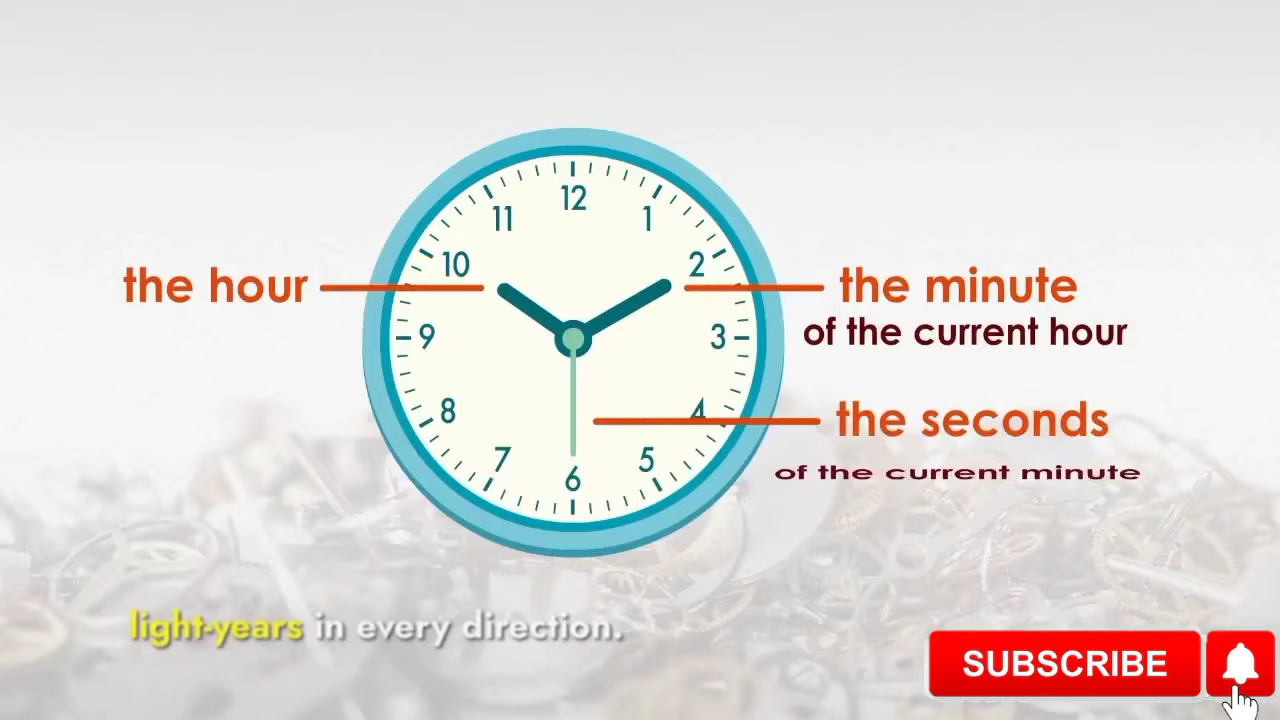 12
11
1
10
2
the hour
the minute
of the current hour
9
3
8
4
the seconds
7
5
of the current minute
6
light-years in every direction.
SUBSCRIBE